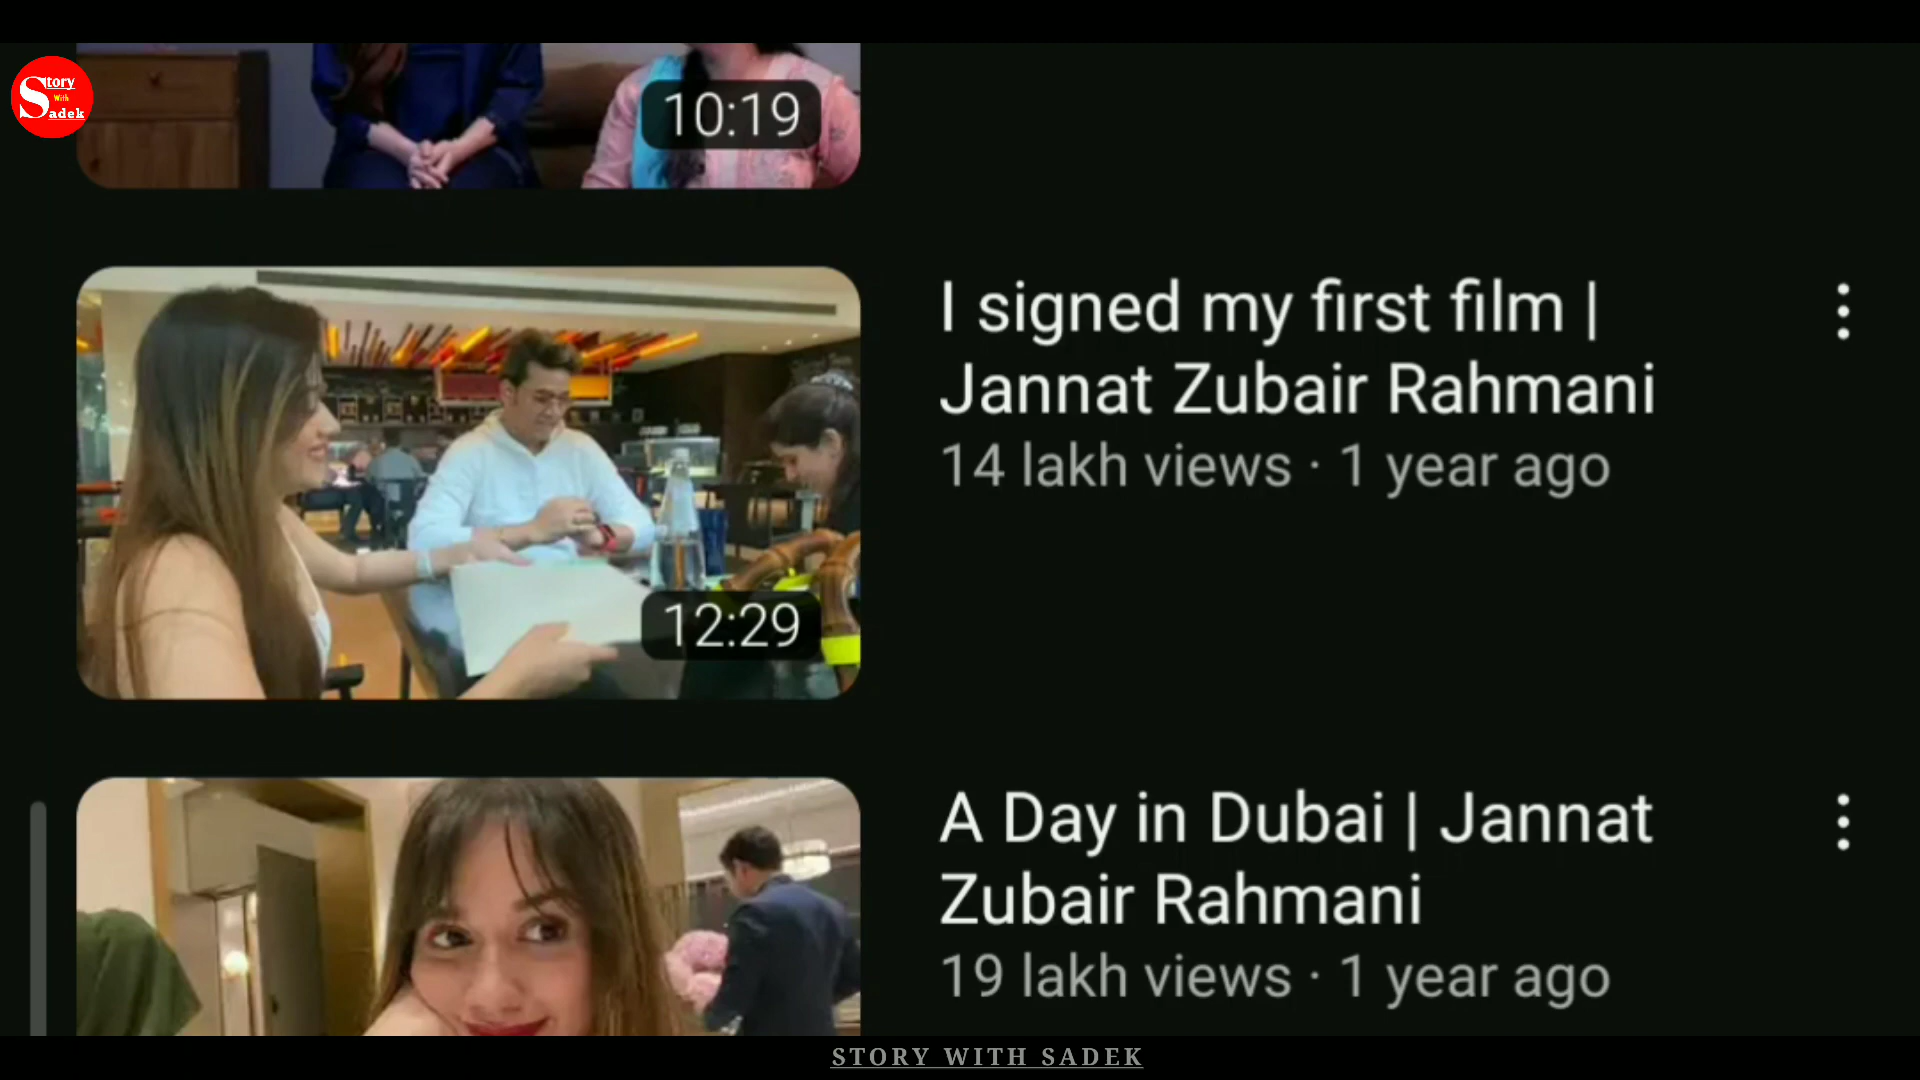 Story
With
Sadek
10:19
I signed my first film |
Jannat Zubair Rahmani
14 lakh views · 1 year ago
12:29
A Day in Dubai | Jannat
Zubair Rahmani
19 lakh views · 1 year ago
STORY WITH SADEK